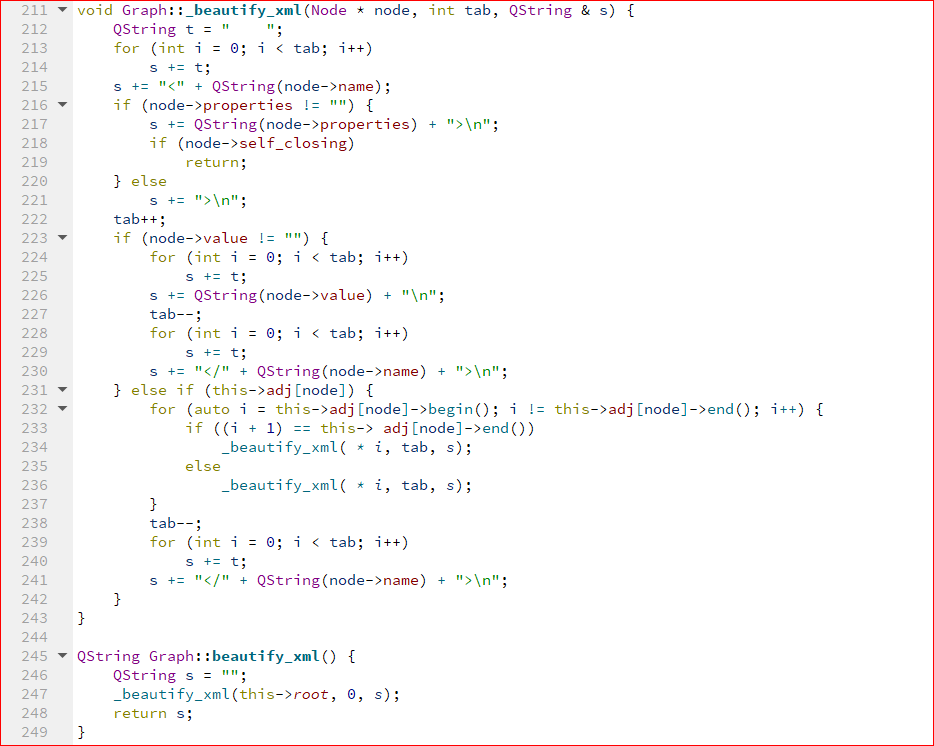 211 void Graph::_beautify_xml(Node * node, int tab, QString & s) {
212     QString t = "    ";
213     for (int i = 0; i < tab; i++)
214         s += t;
215     s += "<" + QString(node->name);
216     if (node->properties != "") {
217         s += QString(node->properties) + ">\n";
218         if (node->self_closing)
219             return;
220     } else
221         s += ">\n";
222     tab++;
223     if (node->value != "") {
224         for (int i = 0; i < tab; i++)
225             s += t;
226         s += QString(node->value) + "\n";
227         tab--;
228         for (int i = 0; i < tab; i++)
229             s += t;
230         s += "</" + QString(node->name) + ">\n";
231     } else if (this->adj[node]) {
232         for (auto i = this->adj[node]->begin(); i != this->adj[node]->end(); i++) {
233             if ((i + 1) == this-> adj[node]->end())
234                 _beautify_xml( * i, tab, s);
235             else
236                 _beautify_xml( * i, tab, s);
237         }
238         tab--;
239         for (int i = 0; i < tab; i++)
240             s += t;
241         s += "</" + QString(node->name) + ">\n";
242     }
243 }
244
245 QString Graph::beautify_xml() {
246     QString s = "";
247     _beautify_xml(this->root, 0, s);
248     return s;
249 }